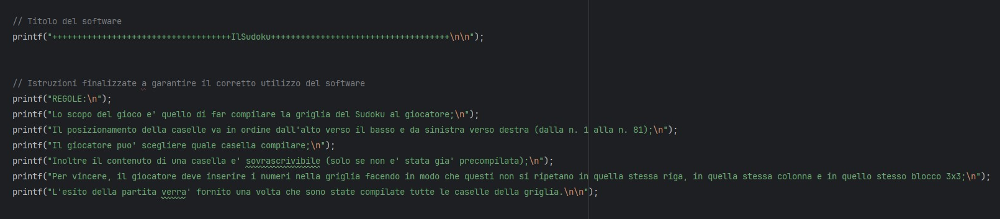 // Titolo del software
printf("++++++++++++++++++++++++++++++++++++IlSudoku++++++++++++++++++++++++++++++++++++\n\n");
// Istruzioni finalizzate a garantire il corretto utilizzo del software
printf("REGOLE:\n");
printf("Lo scopo del gioco e' quello di far compilare la griglia del Sudoku al giocatore;\n");
printf("Il posizionamento della caselle va in ordine dall'alto verso il basso e da sinistra verso destra (dalla n. 1 alla n. 81);\n");
printf("Il giocatore puo' scegliere quale casella compilare;\n");
printf("Inoltre il contenuto di una casella e' sovrascrivibile (solo se non e' stata gia' precompilata);\n");
printf("Per vincere, il giocatore deve inserire i numeri nella griglia facendo in modo che questi non si ripetano in quella stessa riga, in quella stessa colonna e in quello stesso blocco 3x3;\n");
printf("L'esito della partita verra' fornito una volta che sono state compilate tutte le caselle della griglia.\n\n");